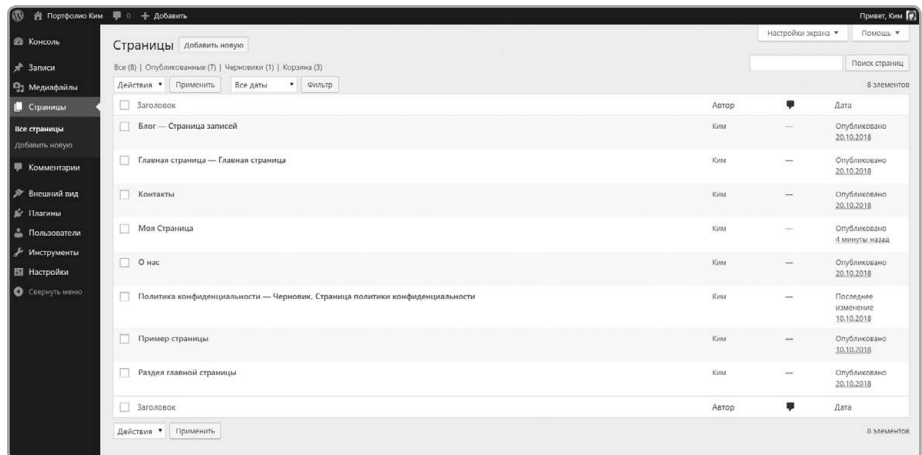 Портфолио Ким 0 + Добавить Привет, Ким
Консоль
Записи
Медиафайлы
Страницы
Все страницы
Добавить новую
Комментарии
Внешний вид
Плагины
Пользователи
Инструменты
Настройки
Свернуть меню
Настройки экрана Помощь
Страницы Добавить новую
Все (8) | Опубликованные (7) | Черновики (1) | Корзина (3)
Поиск страниц
Действия Применить Все даты Фильтр 8 элементов
Заголовок Автор Дата
Блог — Страница записей Ким — Опубликовано
20.10.2018
Главная страница — Главная страница Ким — Опубликовано
20.10.2018
Контакты Ким — Опубликовано
20.10.2018
Моя Страница Ким — Опубликовано
4 минуты назад
О нас Ким — Опубликовано
20.10.2018
Политика конфиденциальности — Черновик, Страница политики конфиденциальности Ким — Последнее
изменение
10.10.2018
Пример страницы Ким — Опубликовано
10.10.2018
Раздел главной страницы Ким — Опубликовано
20.10.2018
Заголовок Автор Дата
Действия Применить 8 элементов